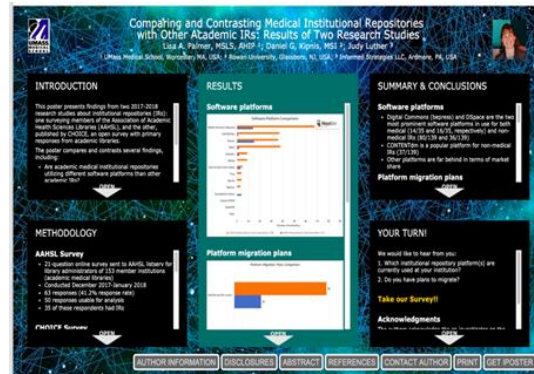 Comparing and Contrasting Medical Institutional Repositories
with Other Academic IRs: Results of Two Research Studies
Lisa A. Palmer, MSLS, AHIP ¹; Daniel G, Kipnis, MSI ²; Judy Luther ³
¹ UMass Medical School, Worcester, MA, USA; ² Rowan University, Glassboro, NJ, USA; ³ Informed Strategies LLC, Ardmore, PA, USA
UMASS
INTRODUCTION
This poster presents findings from two 2017-2018
research studies about institutional repositories (IRs):
one surveying members of the Association of Academic
Health Sciences Libraries (AAHSL), and the other,
published by CHOICE, an open survey with primarily
responses from academic libraries.
The poster compares and contrasts several findings,
including:
• Are academic medical institutional repositories
utilizing different software platforms than other
academic IRs?
OPEN
METHODOLOGY
AAHSL Survey
• 21-question online survey sent to AAHSL listserv for
library administrators of 153 member institutions
(academic medical libraries)
• Conducted December 2017-January 2018
• 63 responses (41.2% response rate)
• 50 responses usable for analysis
• 35 of these respondents had IRs
CHOICE Survey
OPEN
RESULTS
Software platforms
Software Platform Comparison
Platform migration plans
Platform Migration Plans Comparison
OPEN
SUMMARY & CONCLUSIONS
Software platforms
• Digital Commons (bepress) and DSpace are the two
most prominent software platforms in use for both
medical (14/35 and 16/35, respectively) and non-
medical IRs (80/139 and 36/139)
• CONTENTdm is a popular platform for non-medical
IRs (37/139)
• Other platforms are far behind in terms of market
share
Platform migration plans
OPEN
YOUR TURN!
We would like to hear from you:
1. Which institutional repository platform(s) are
currently used at your institution?
2. Do you have plans to migrate?
Take our Survey!!
Acknowledgments
OPEN
AUTHOR INFORMATION
DISCLOSURES
ABSTRACT
REFERENCES
CONTACT AUTHOR
PRINT
GET IPOSTER